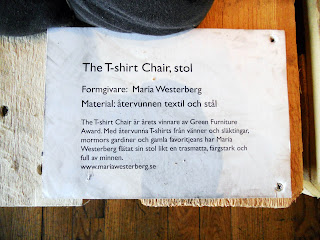 The T-shirt Chair, stol
Formgivare: Maria Westerberg
Material: återvunnen textil och stål
The T-shirt Chair är årets vinnare av Green Furniture
Award. Med återvunna T-shirts från vänner och släktingar,
mormors gardiner och gamla favoritjeans har Maria
Westerberg flätat sin stol likt en trasmatta, färgstark och
full av minnen.
www.mariawesterberg.se